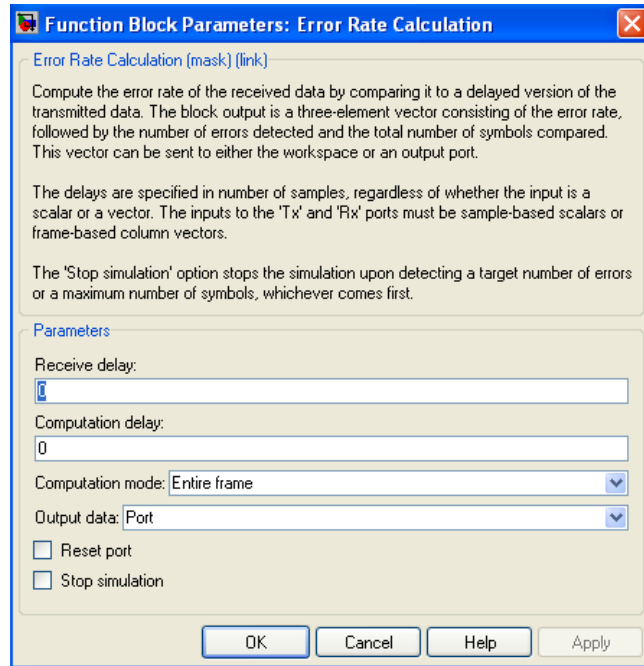 Function Block Parameters: Error Rate Calculation
Error Rate Calculation (mask) (link)
Compute the error rate of the received data by comparing it to a delayed version of the
transmitted data. The block output is a three-element vector consisting of the error rate,
followed by the number of errors detected and the total number of symbols compared.
This vector can be sent to either the workspace or an output port.
The delays are specified in number of samples, regardless of whether the input is a
scalar or a vector. The inputs to the 'Tx' and 'Rx' ports must be sample-based scalars or
frame-based column vectors.
The 'Stop simulation' option stops the simulation upon detecting a target number of errors
or a maximum number of symbols, whichever comes first.
Parameters
Receive delay:
0
Computation delay:
0
Computation mode: Entire frame
Output data: Port
Reset port
Stop simulation
OK Cancel Help Apply